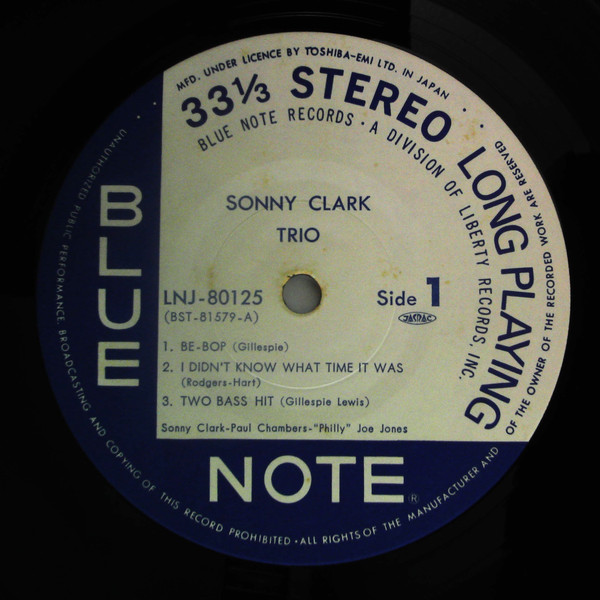 MFD. UNDER LICENCE BY TOSHIBA-EMI LTD. IN JAPAN
33⅓ STEREO LONG PLAYING
BLUE NOTE RECORDS · A DIVISION OF LIBERTY RECORDS, INC.
SONNY CLARK
TRIO
LNJ-80125 Side 1
(BST-81579-A) JASRAC
1. BE-BOP (Gillespie)
2. I DIDN'T KNOW WHAT TIME IT WAS
(Rodgers-Hart)
3. TWO BASS HIT (Gillespie Lewis)
Sonny Clark-Paul Chambers-"Philly" Joe Jones
BLUE
NOTE ®
UNAUTHORIZED PUBLIC PERFORMANCE, BROADCASTING AND COPYING OF THIS RECORD PROHIBITED · ALL RIGHTS OF THE MANUFACTURER AND OF THE OWNER OF THE RECORDED WORK ARE RESERVED